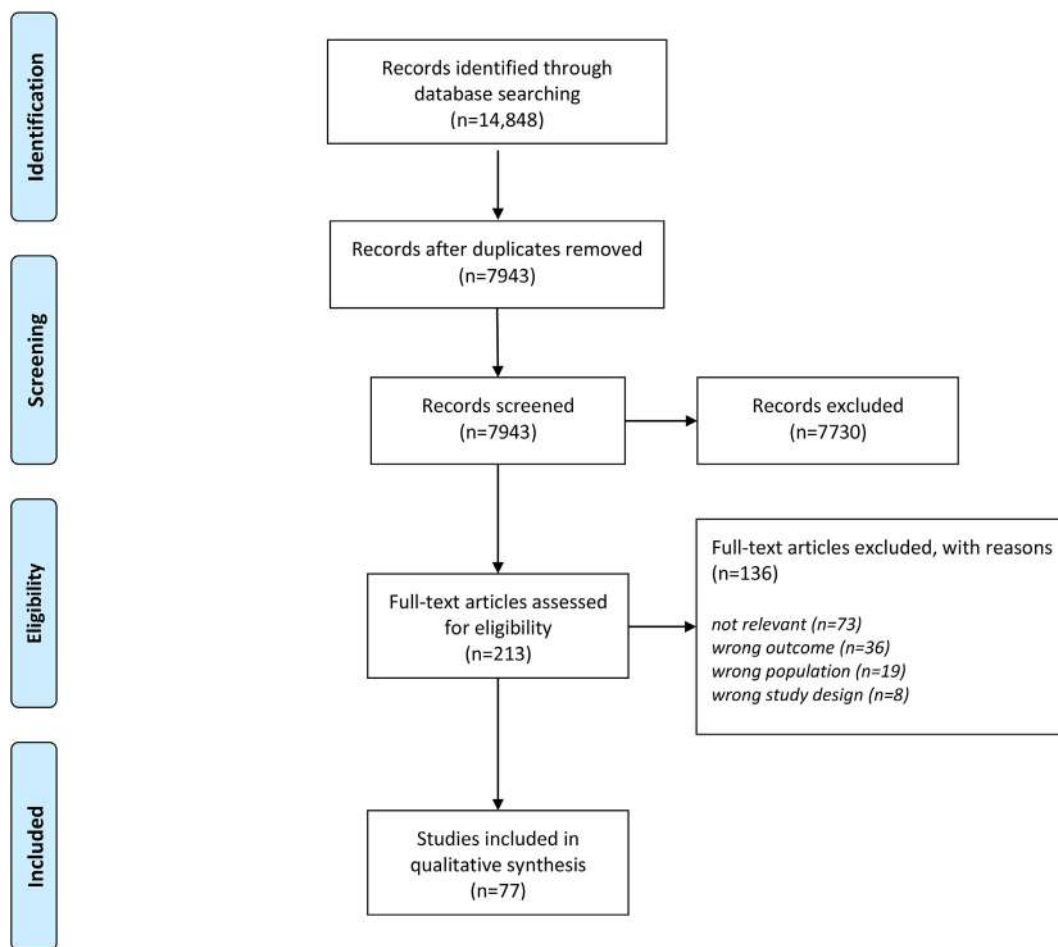 Identification
Records identified through
database searching
(n=14,848)
Records after duplicates removed
(n=7943)
Screening
Records screened
(n=7943)
Records excluded
(n=7730)
Eligibility
Full-text articles assessed
for eligibility
(n=213)
Full-text articles excluded, with reasons
(n=136)
not relevant (n=73)
wrong outcome (n=36)
wrong population (n=19)
wrong study design (n=8)
Included
Studies included in
qualitative synthesis
(n=77)